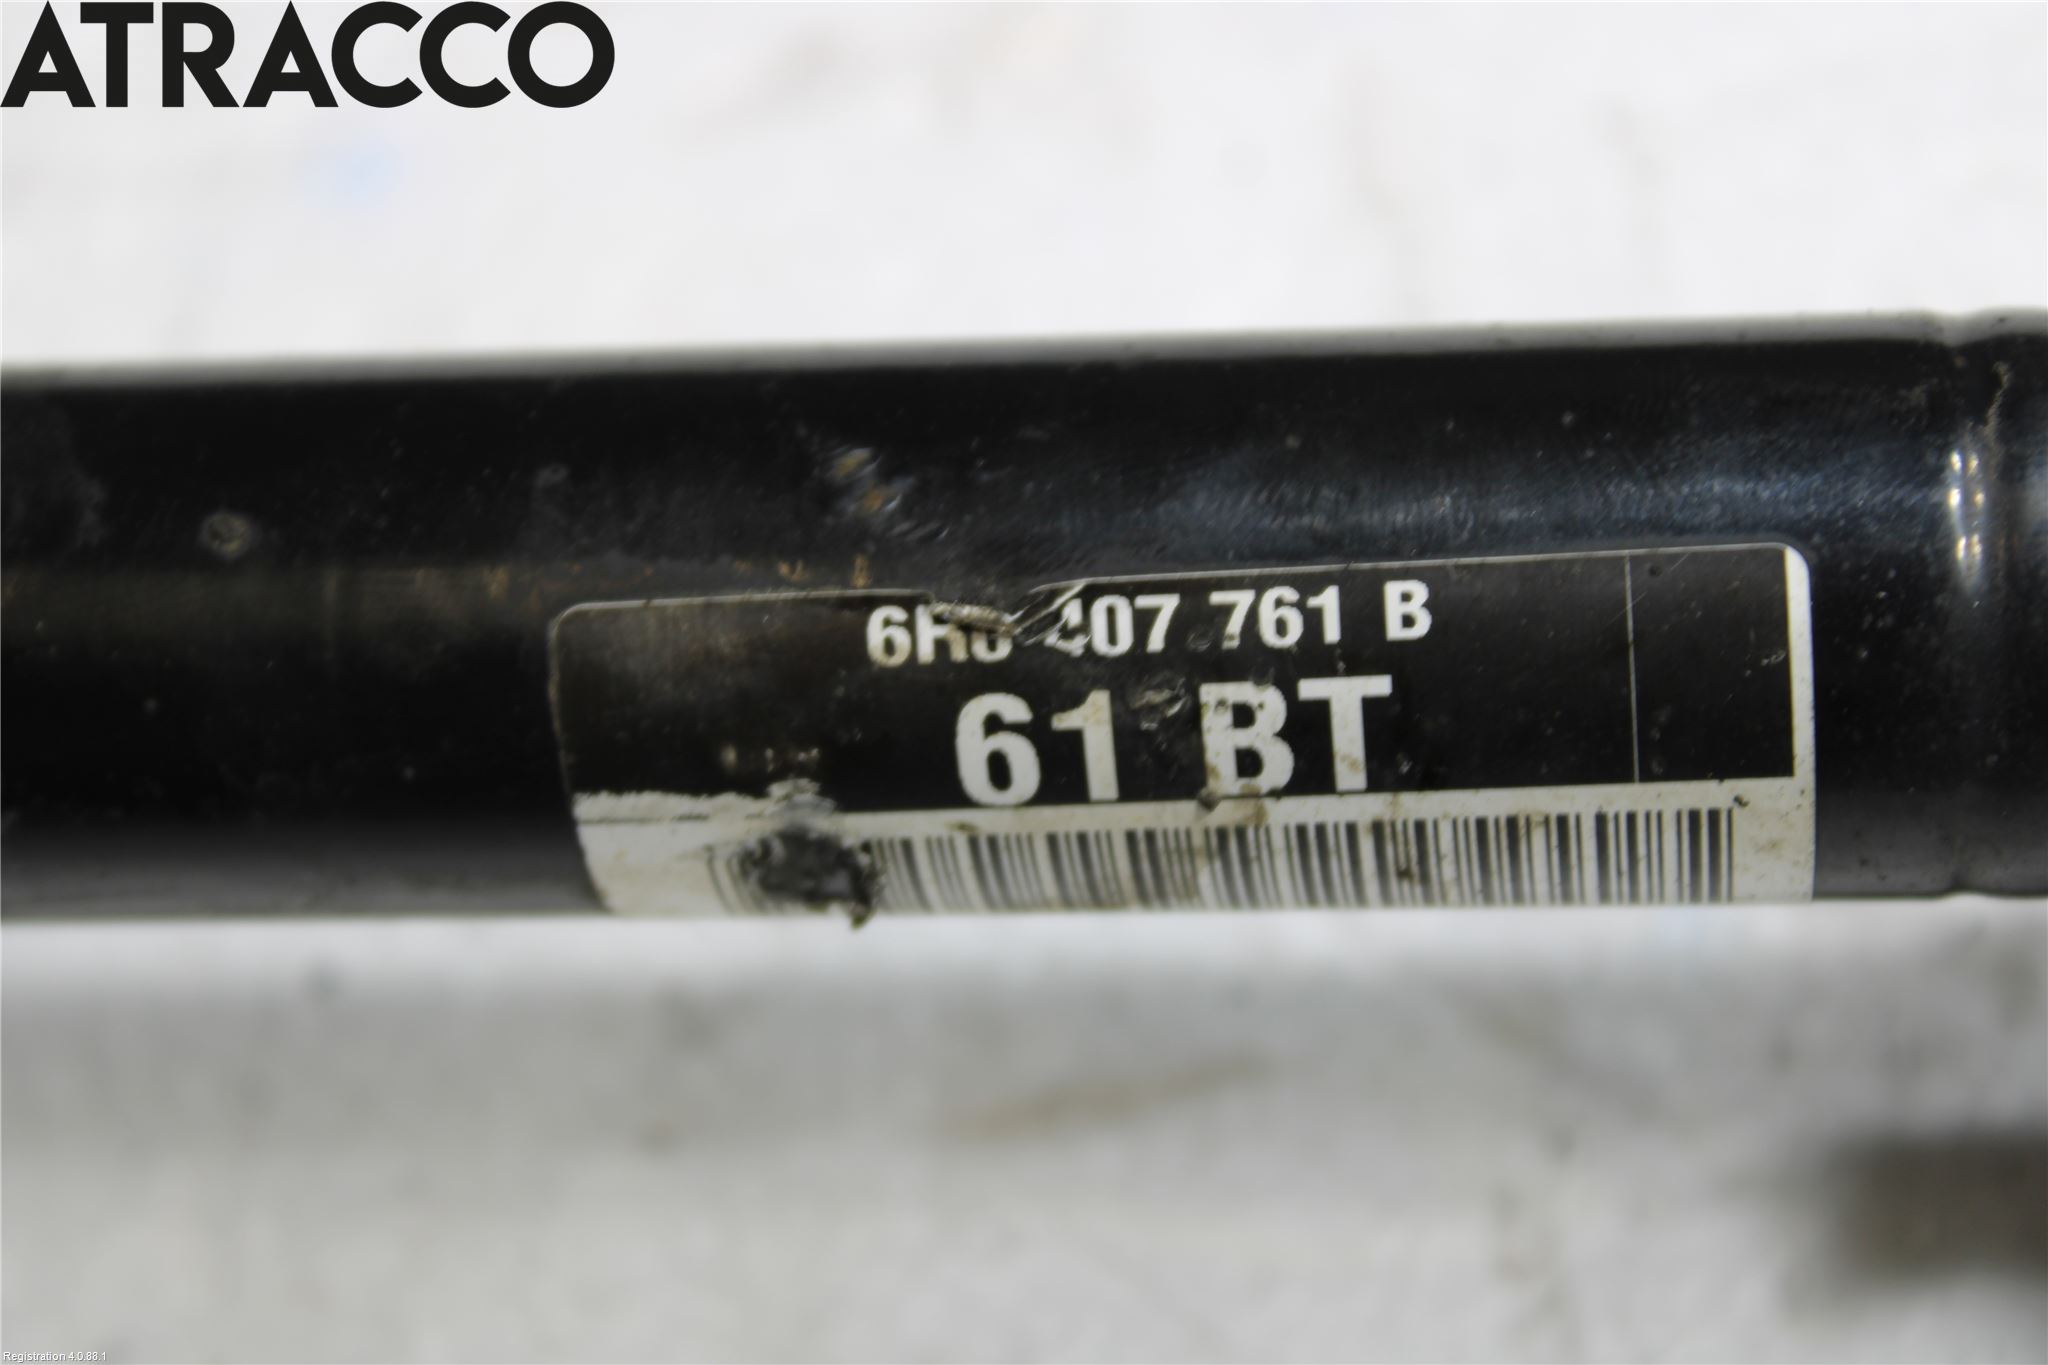 ATRACCO
6R0 407 761 B
61 BT
Registration 4.0.88.1